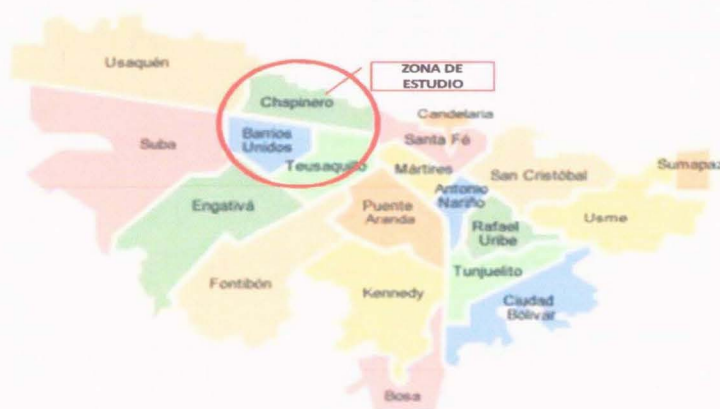 Usaquén
ZONA DE
ESTUDIO
Chapinero
Candelaria
Suba
Barrios
Unidos
Santa Fé
Teusaquillo
Mártires
San Cristóbal
Sumapaz
Antonio
Nariño
Engativá
Puente
Aranda
Rafael
Uribe
Usme
Tunjuelito
Fontibón
Kennedy
Ciudad
Bólivar
Bosa